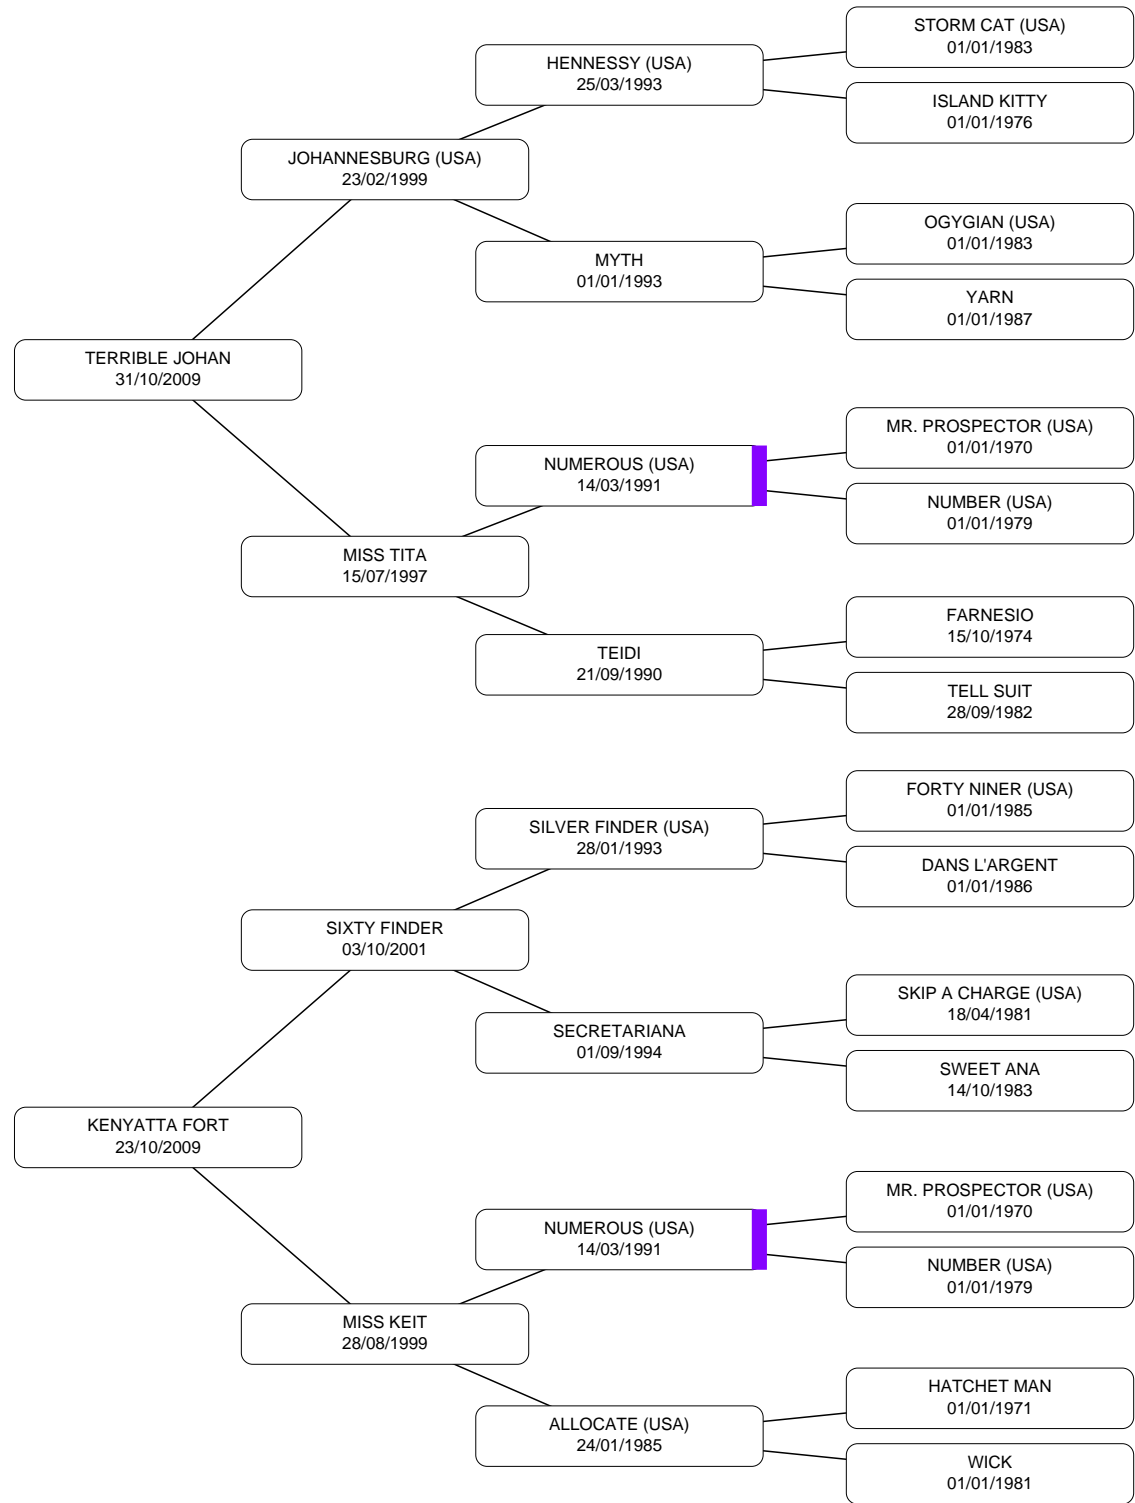 STORM CAT (USA)
01/01/1983
HENNESSY (USA)
25/03/1993
ISLAND KITTY
01/01/1976
JOHANNESBURG (USA)
23/02/1999
OGYGIAN (USA)
01/01/1983
MYTH
01/01/1993
YARN
01/01/1987
TERRIBLE JOHAN
31/10/2009
MR. PROSPECTOR (USA)
01/01/1970
NUMEROUS (USA)
14/03/1991
NUMBER (USA)
01/01/1979
MISS TITA
15/07/1997
FARNESIO
15/10/1974
TEIDI
21/09/1990
TELL SUIT
28/09/1982
FORTY NINER (USA)
01/01/1985
SILVER FINDER (USA)
28/01/1993
DANS L'ARGENT
01/01/1986
SIXTY FINDER
03/10/2001
SKIP A CHARGE (USA)
18/04/1981
SECRETARIANA
01/09/1994
SWEET ANA
14/10/1983
KENYATTA FORT
23/10/2009
MR. PROSPECTOR (USA)
01/01/1970
NUMEROUS (USA)
14/03/1991
NUMBER (USA)
01/01/1979
MISS KEIT
28/08/1999
HATCHET MAN
01/01/1971
ALLOCATE (USA)
24/01/1985
WICK
01/01/1981